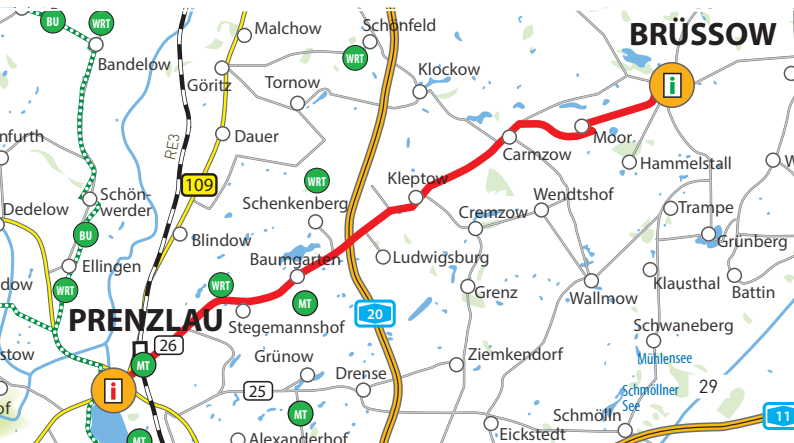 BU
WRT
Malchow
Schönfeld
BRÜSSOW
Bandelow
WRT
Göritz
Klockow
Tornow
i
nfurth
RE3
Dauer
Moor
Carmzow
Hammelstall
W
109
WRT
Kleptow
Schön-
werder
Schenkenberg
Wendtshof
Dedelow
Cremzow
Trampe
BU
Blindow
Grünberg
Ellingen
Baumgarten
Ludwigsburg
dow
WRT
WRT
Grenz
Klausthal
Battin
MT
Wallmow
PRENZLAU
Stegemannshof
20
Schwaneberg
26
stow
MT
Grünow
Ziemkendorf
Mühlensee
i
25
Drense
Schmöllner
See
29
of
MT
Schmölln
11
MT
Alexanderhof
Eickstedt